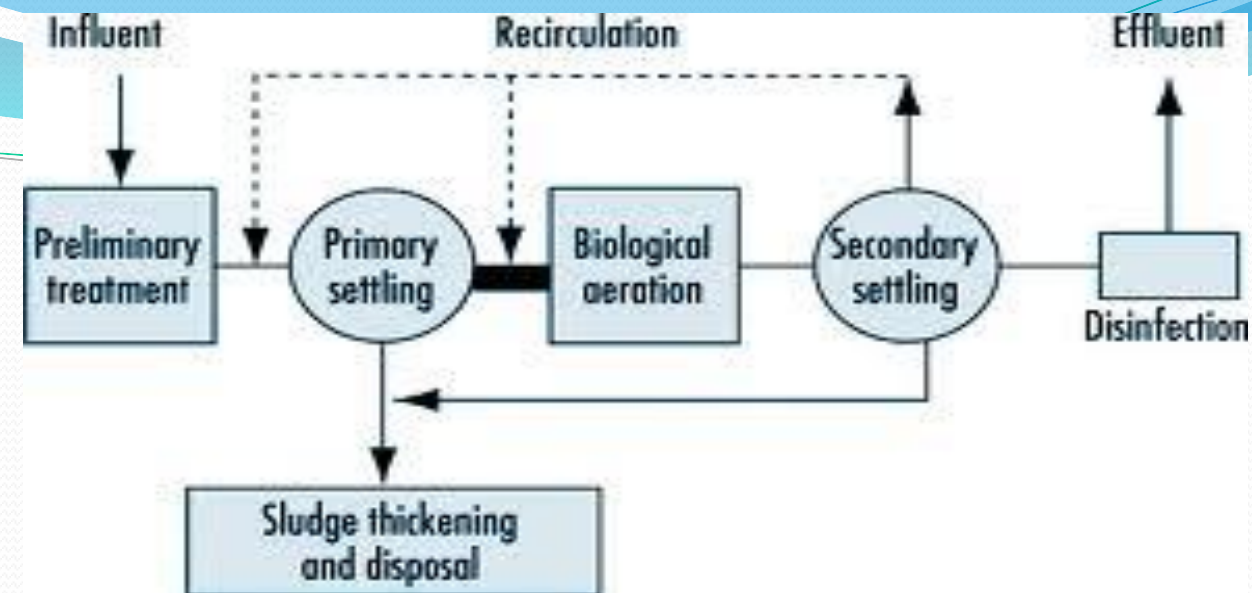 Influent
Recirculation
Effluent
Preliminary
treatment
Primary
settling
Biological
aeration
Secondary
settling
Disinfection
Sludge thickening
and disposal